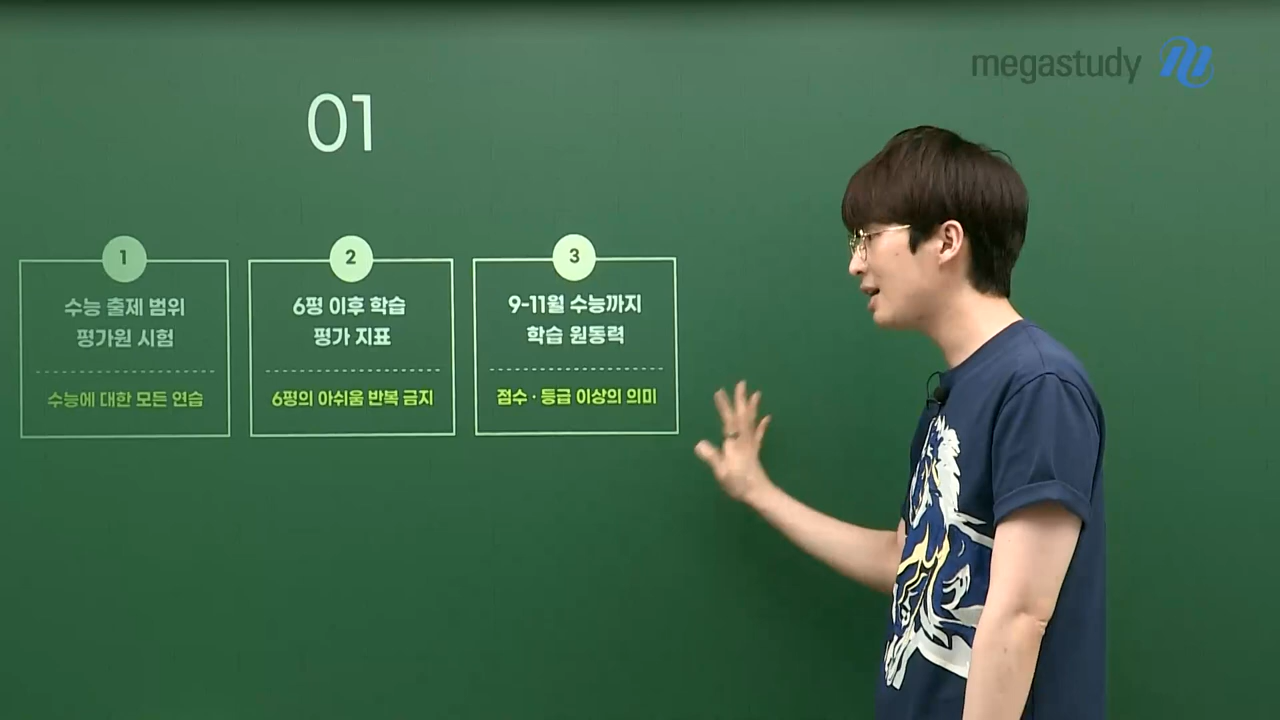 megastudy
01
1
수능 출제 범위
평가원 시험
수능에 대한 모든 연습
2
6평 이후 학습
평가 지표
6평의 아쉬움 반복 금지
3
9-11월 수능까지
학습 원동력
점수 · 등급 이상의 의미